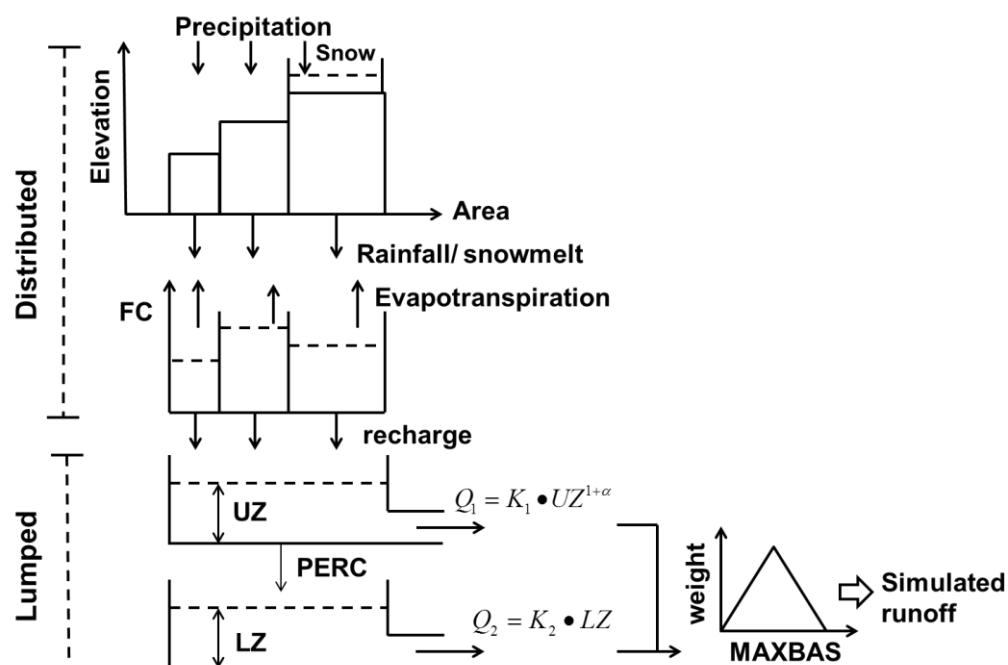 Precipitation
Snow
Elevation
Area
Distributed
Rainfall/ snowmelt
Evapotranspiration
FC
recharge
Lumped
UZ
Q₁ = K₁ • UZ^{1+α}
PERC
LZ
Q₂ = K₂ • LZ
weight
MAXBAS
Simulated
runoff